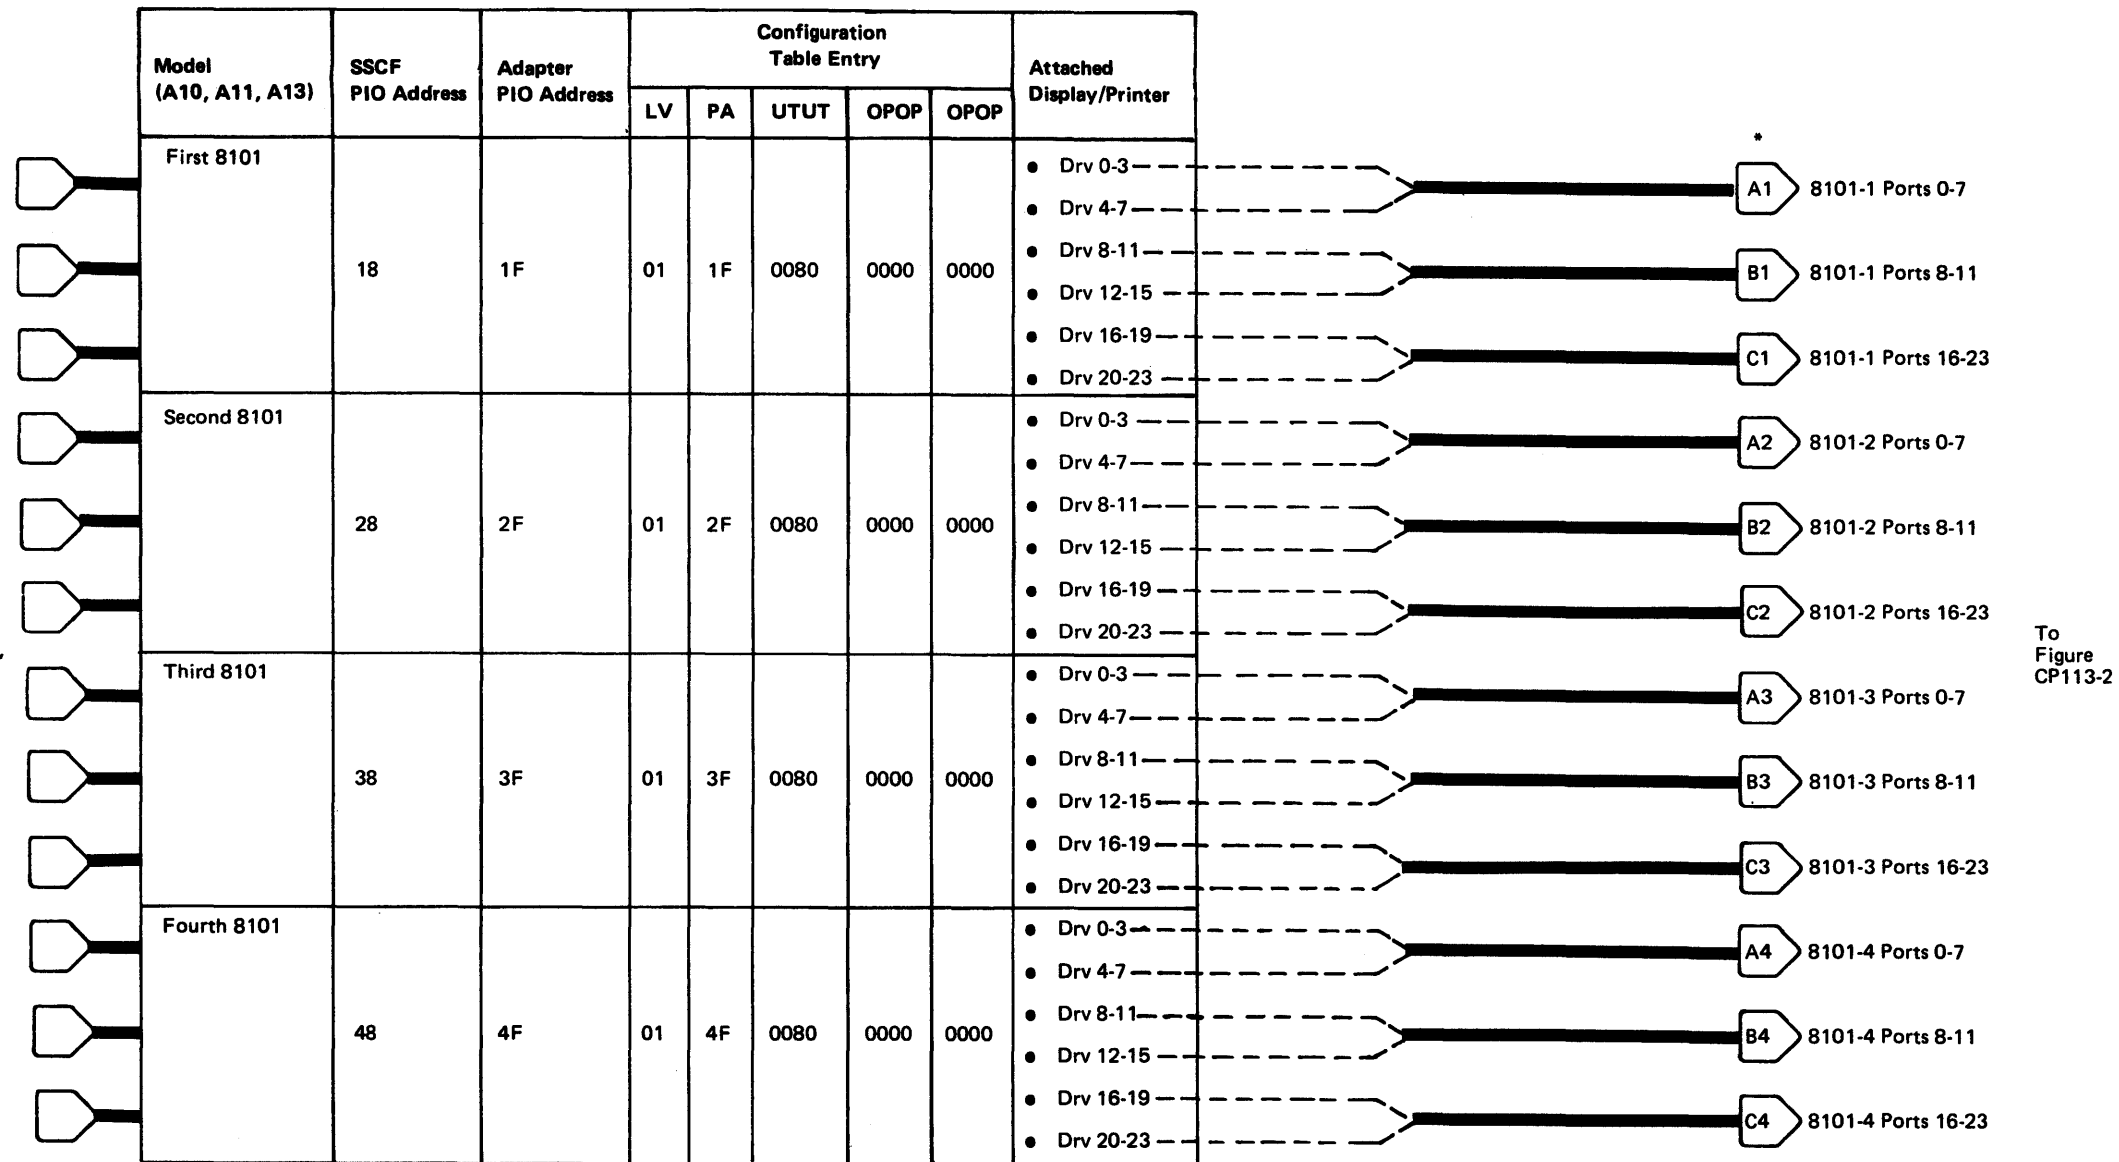 Model
(A10, A11, A13)
SSCF
PIO Address
Adapter
PIO Address
Configuration
Table Entry
LV PA UTUT OPOP OPOP
Attached
Display/Printer
*
First 8101
18 1F 01 1F 0080 0000 0000
• Drv 0-3
• Drv 4-7
A1 8101-1 Ports 0-7
• Drv 8-11
• Drv 12-15
B1 8101-1 Ports 8-11
• Drv 16-19
• Drv 20-23
C1 8101-1 Ports 16-23
Second 8101
28 2F 01 2F 0080 0000 0000
• Drv 0-3
• Drv 4-7
A2 8101-2 Ports 0-7
• Drv 8-11
• Drv 12-15
B2 8101-2 Ports 8-11
• Drv 16-19
• Drv 20-23
C2 8101-2 Ports 16-23
To
Figure
CP113-2
Third 8101
38 3F 01 3F 0080 0000 0000
• Drv 0-3
• Drv 4-7
A3 8101-3 Ports 0-7
• Drv 8-11
• Drv 12-15
B3 8101-3 Ports 8-11
• Drv 16-19
• Drv 20-23
C3 8101-3 Ports 16-23
Fourth 8101
48 4F 01 4F 0080 0000 0000
• Drv 0-3
• Drv 4-7
A4 8101-4 Ports 0-7
• Drv 8-11
• Drv 12-15
B4 8101-4 Ports 8-11
• Drv 16-19
• Drv 20-23
C4 8101-4 Ports 16-23